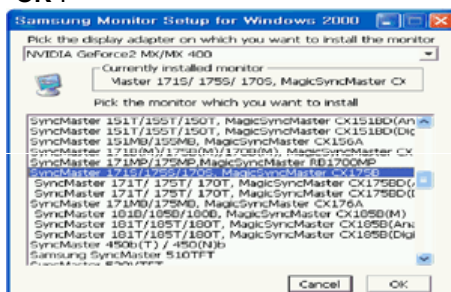 OK
Samsung Monitor Setup for Windows 2000
Pick the display adapter on which you want to install the monitor
NVIDIA GeForce2 MX/MX 400
Currently installed monitor
Master 171S/ 175S/ 170S, MagicSyncMaster CX
Pick the monitor which you want to install
SyncMaster 151T/155T/150T, MagicSyncMaster CX151BD(An
SyncMaster 151T/155T/150T, MagicSyncMaster CX151BD(Dig
SyncMaster 151MB/155MB, MagicSyncMaster CX156A
SyncMaster 171B(M)/175B(M)/170B(M), MagicSyncMaster CX
SyncMaster 171MP/175MP,MagicSyncMaster RB1700MP
SyncMaster 171S/175S/170S, MagicSyncMaster CX175B
SyncMaster 171T/ 175T/ 170T, MagicSyncMaster CX175BD(
SyncMaster 171T/ 175T/ 170T, MagicSyncMaster CX175BD(D
SyncMaster 171MB/175MB, MagicSyncMaster CX176A
SyncMaster 181B/185B/180B, MagicSyncMaster CX185B(M)
SyncMaster 181T/185T/180T, MagicSyncMaster CX185B(Ana
SyncMaster 181T/185T/180T, MagicSyncMaster CX185B(Digi
SyncMaster 450b(T) / 450(N)b
Samsung SyncMaster 510TFT
Cancel OK